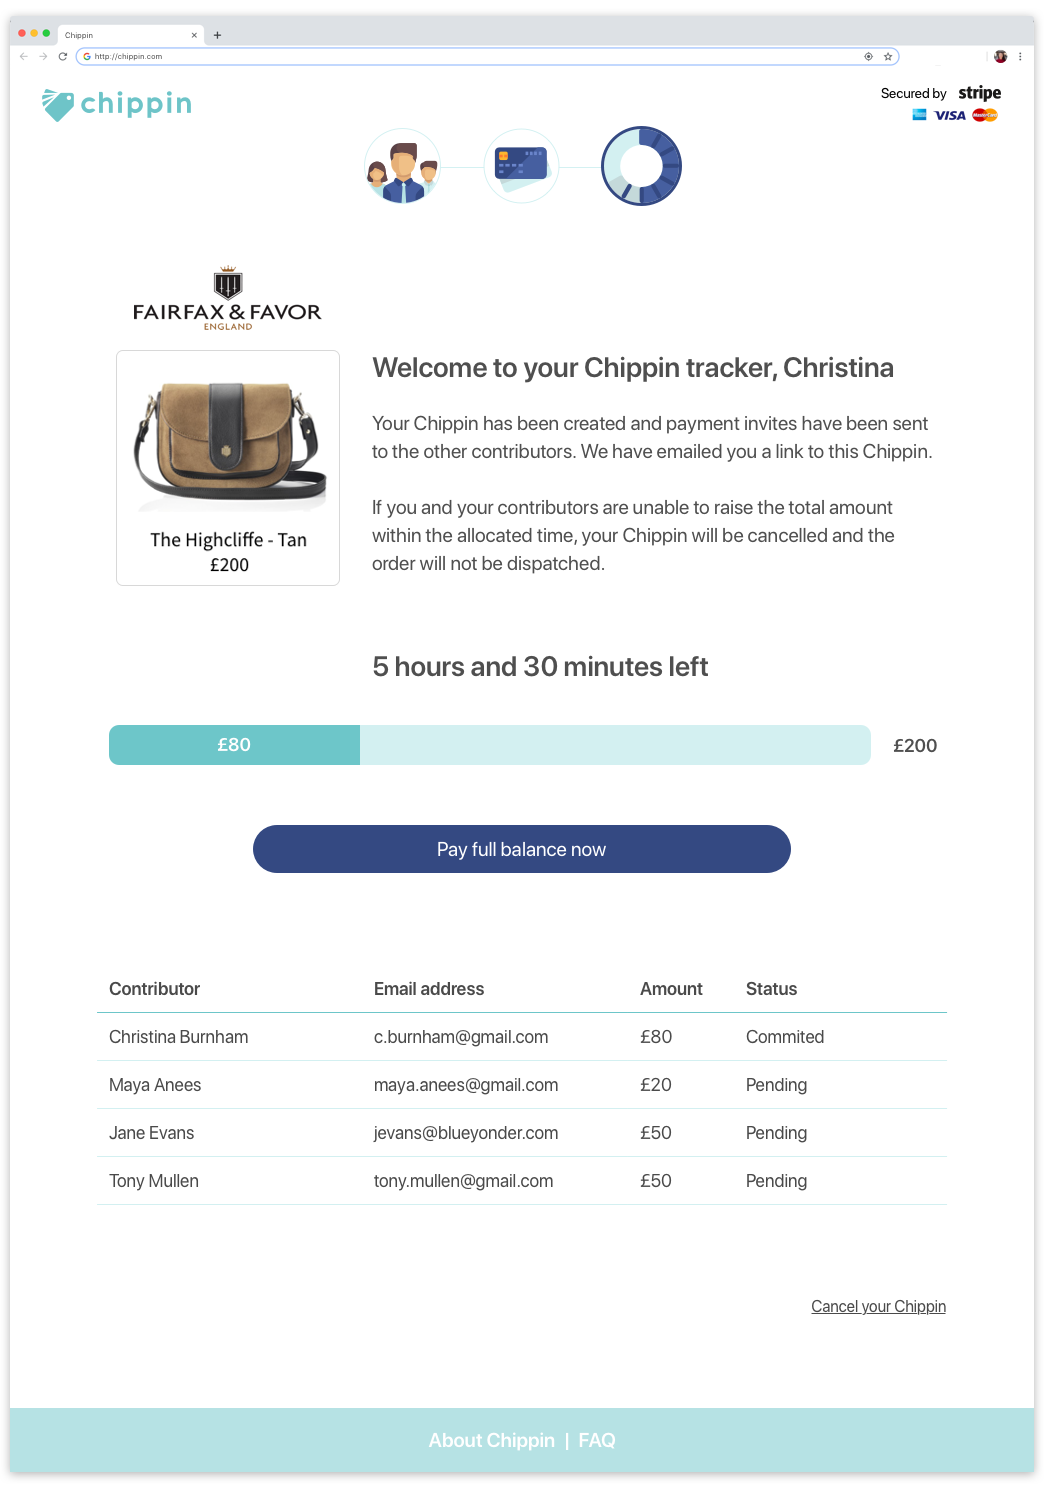 Chippin
http://chippin.com
chippin
Secured by stripe
VISA MasterCard
FAIRFAX & FAVOR
ENGLAND
The Highcliffe - Tan
£200
Welcome to your Chippin tracker, Christina
Your Chippin has been created and payment invites have been sent
to the other contributors. We have emailed you a link to this Chippin.
If you and your contributors are unable to raise the total amount
within the allocated time, your Chippin will be cancelled and the
order will not be dispatched.
5 hours and 30 minutes left
£80 £200
Pay full balance now
Contributor Email address Amount Status
Christina Burnham c.burnham@gmail.com £80 Commited
Maya Anees maya.anees@gmail.com £20 Pending
Jane Evans jevans@blueyonder.com £50 Pending
Tony Mullen tony.mullen@gmail.com £50 Pending
Cancel your Chippin
About Chippin | FAQ